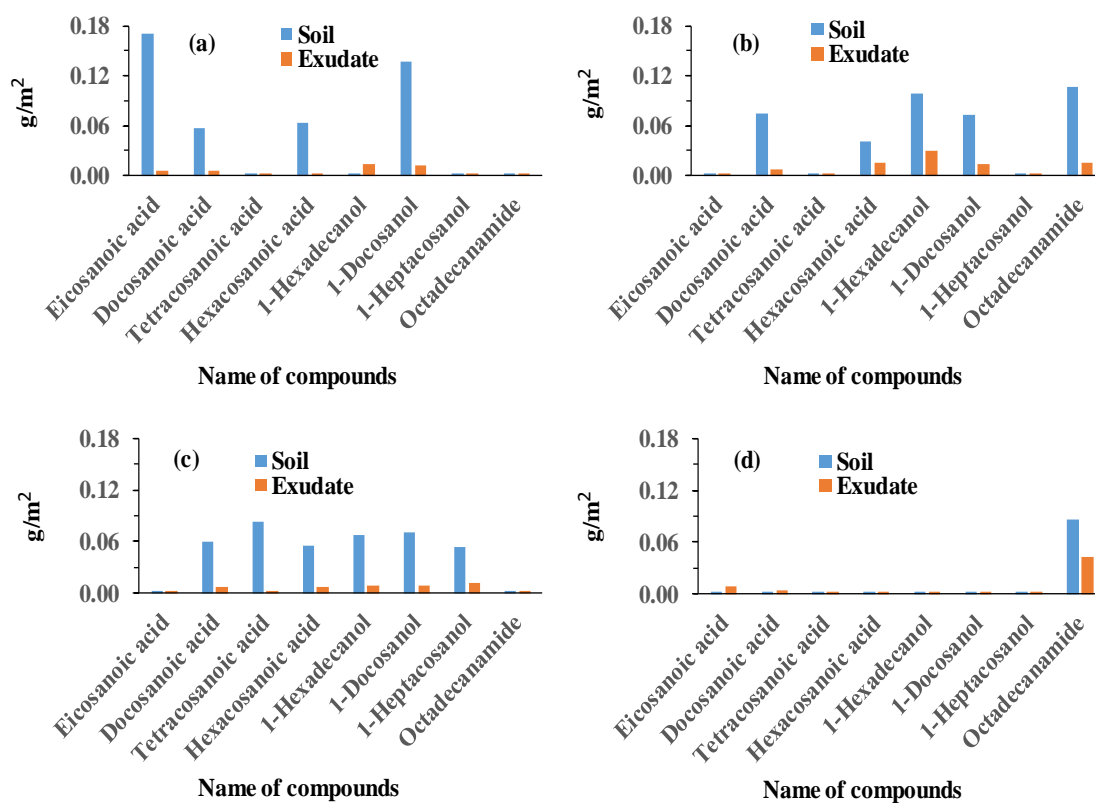 0.18
0.12
0.06
0.00
g/m2
(a)
Soil
Exudate
Eicosanoic acid
Docosanoic acid
Tetracosanoic acid
Hexacosanoic acid
1-Hexadecanol
1-Docosanol
1-Heptacosanol
Octadecanamide
Name of compounds
0.18
0.12
0.06
0.00
g/m2
(b)
Soil
Exudate
Eicosanoic acid
Docosanoic acid
Tetracosanoic acid
Hexacosanoic acid
1-Hexadecanol
1-Docosanol
1-Heptacosanol
Octadecanamide
Name of compounds
0.18
0.12
0.06
0.00
g/m2
(c)
Soil
Exudate
Eicosanoic acid
Docosanoic acid
Tetracosanoic acid
Hexacosanoic acid
1-Hexadecanol
1-Docosanol
1-Heptacosanol
Octadecanamide
Name of compounds
0.18
0.12
0.06
0.00
g/m2
(d)
Soil
Exudate
Eicosanoic acid
Docosanoic acid
Tetracosanoic acid
Hexacosanoic acid
1-Hexadecanol
1-Docosanol
1-Heptacosanol
Octadecanamide
Name of compounds